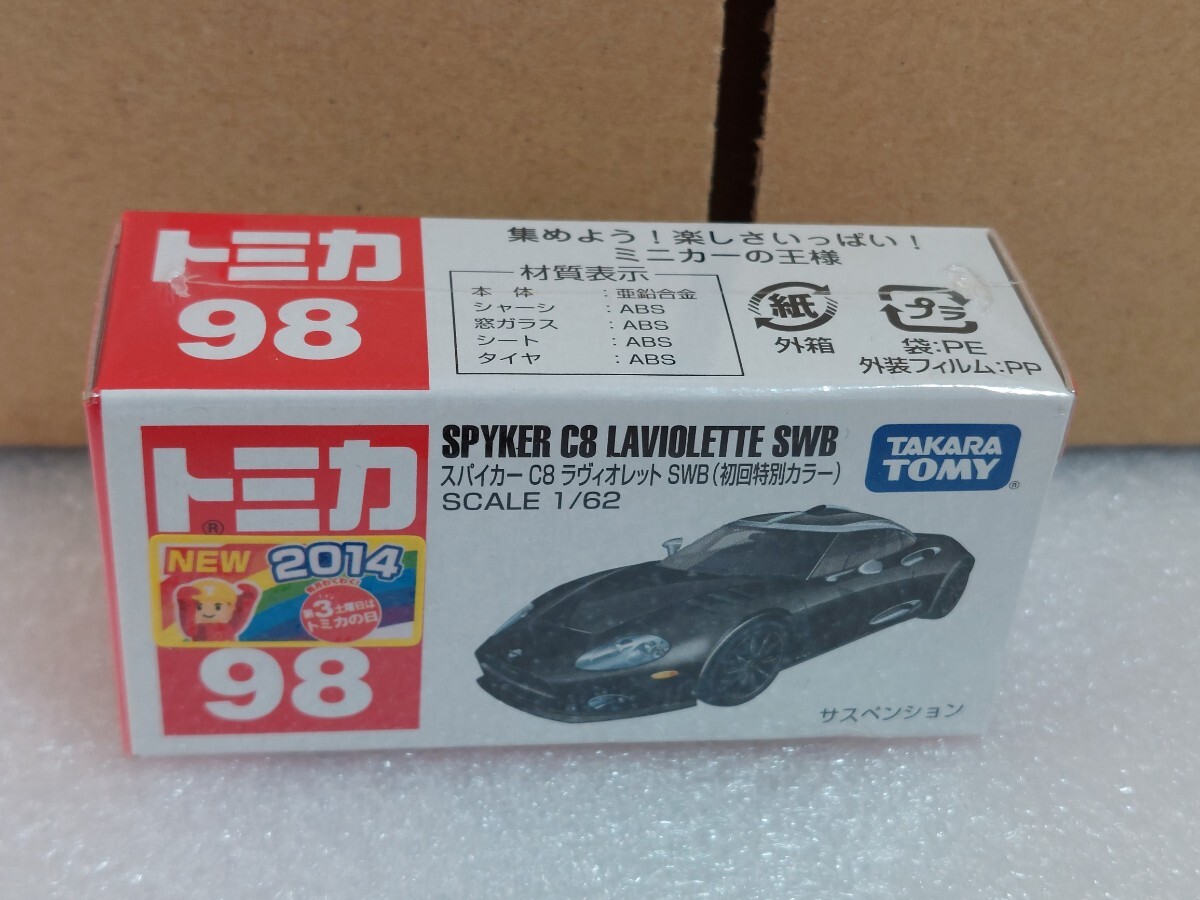 トミカ
98
集めよう!楽しさいっぱい!
ミニカーの王様
材質表示
本体 :亜鉛合金
シャーシ :ABS
窓ガラス :ABS
シート :ABS
タイヤ :ABS
紙
外箱
プラ
袋:PE
外装フィルム:PP
トミカ
®
NEW 2014
毎月わくわく!
第3土曜日は
トミカの日
98
SPYKER C8 LAVIOLETTE SWB
スパイカー C8 ラヴィオレット SWB(初回特別カラー)
SCALE 1/62
TAKARA
TOMY
®
サスペンション